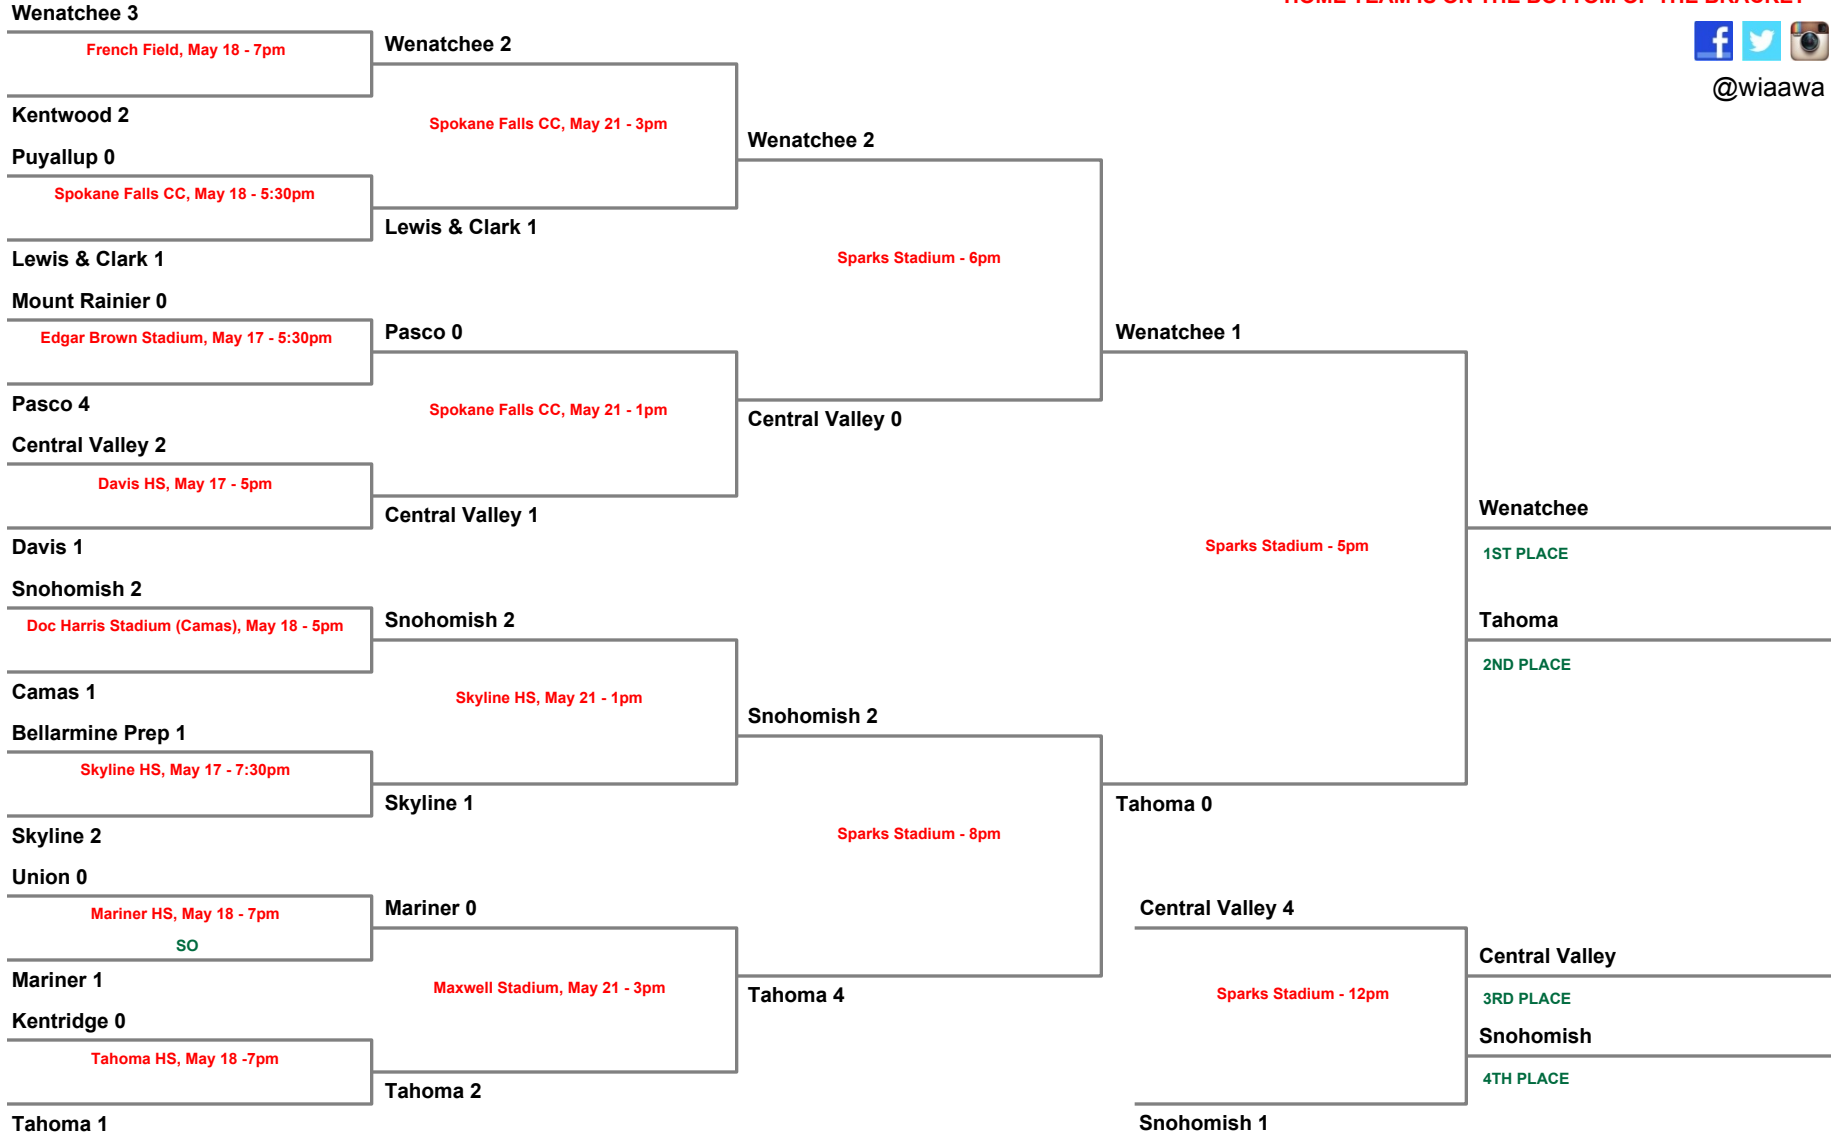 HOME TEAM IS ON THE BOTTOM OF THE BRACKET
@wiaawa
Wenatchee 3
French Field, May 18 - 7pm
Kentwood 2
Puyallup 0
Spokane Falls CC, May 18 - 5:30pm
Lewis & Clark 1
Mount Rainier 0
Edgar Brown Stadium, May 17 - 5:30pm
Pasco 4
Central Valley 2
Davis HS, May 17 - 5pm
Davis 1
Snohomish 2
Doc Harris Stadium (Camas), May 18 - 5pm
Camas 1
Bellarmine Prep 1
Skyline HS, May 17 - 7:30pm
Skyline 2
Union 0
Mariner HS, May 18 - 7pm
SO
Mariner 1
Kentridge 0
Tahoma HS, May 18 -7pm
Tahoma 1
Wenatchee 2
Spokane Falls CC, May 21 - 3pm
Lewis & Clark 1
Pasco 0
Spokane Falls CC, May 21 - 1pm
Central Valley 1
Snohomish 2
Skyline HS, May 21 - 1pm
Skyline 1
Mariner 0
Maxwell Stadium, May 21 - 3pm
Tahoma 2
Wenatchee 2
Sparks Stadium - 6pm
Central Valley 0
Snohomish 2
Sparks Stadium - 8pm
Tahoma 4
Wenatchee 1
Sparks Stadium - 5pm
Tahoma 0
Central Valley 4
Sparks Stadium - 12pm
Snohomish 1
Wenatchee
1ST PLACE
Tahoma
2ND PLACE
Central Valley
3RD PLACE
Snohomish
4TH PLACE